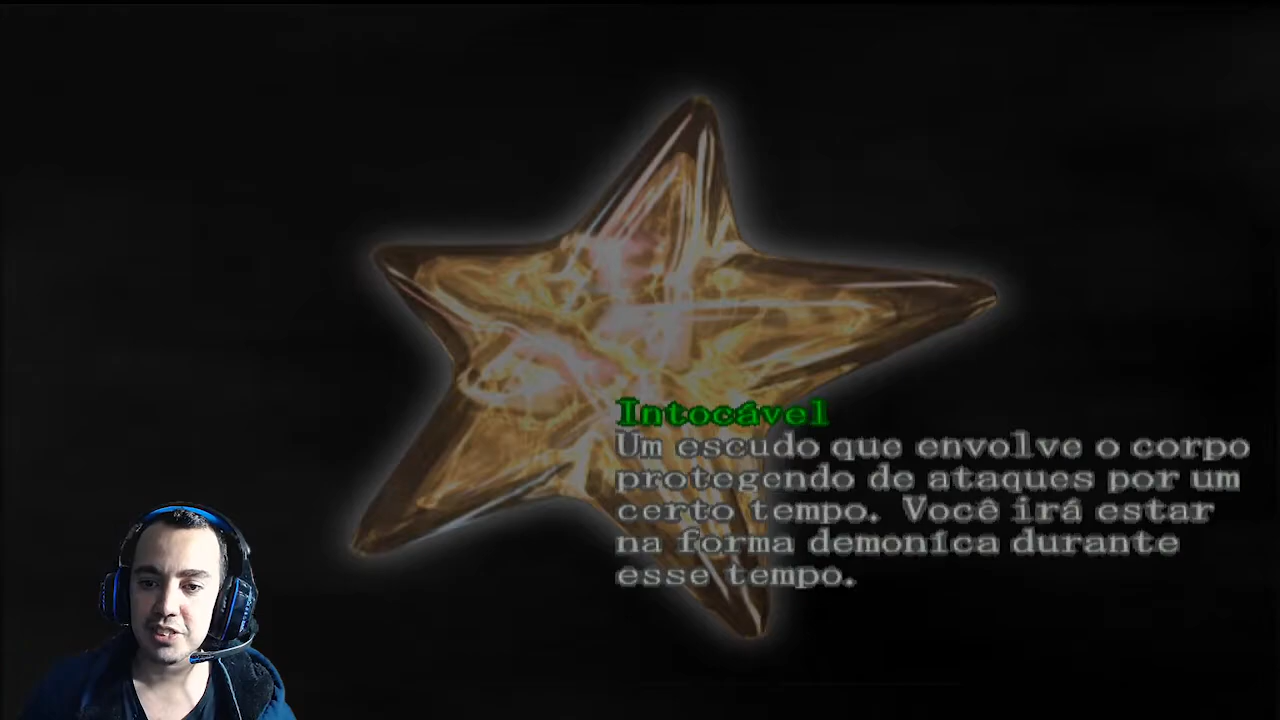 Intocável
Um escudo que envolve o corpo
protegendo de ataques por um
certo tempo. Você irá estar
na forma demonica durante
esse tempo.